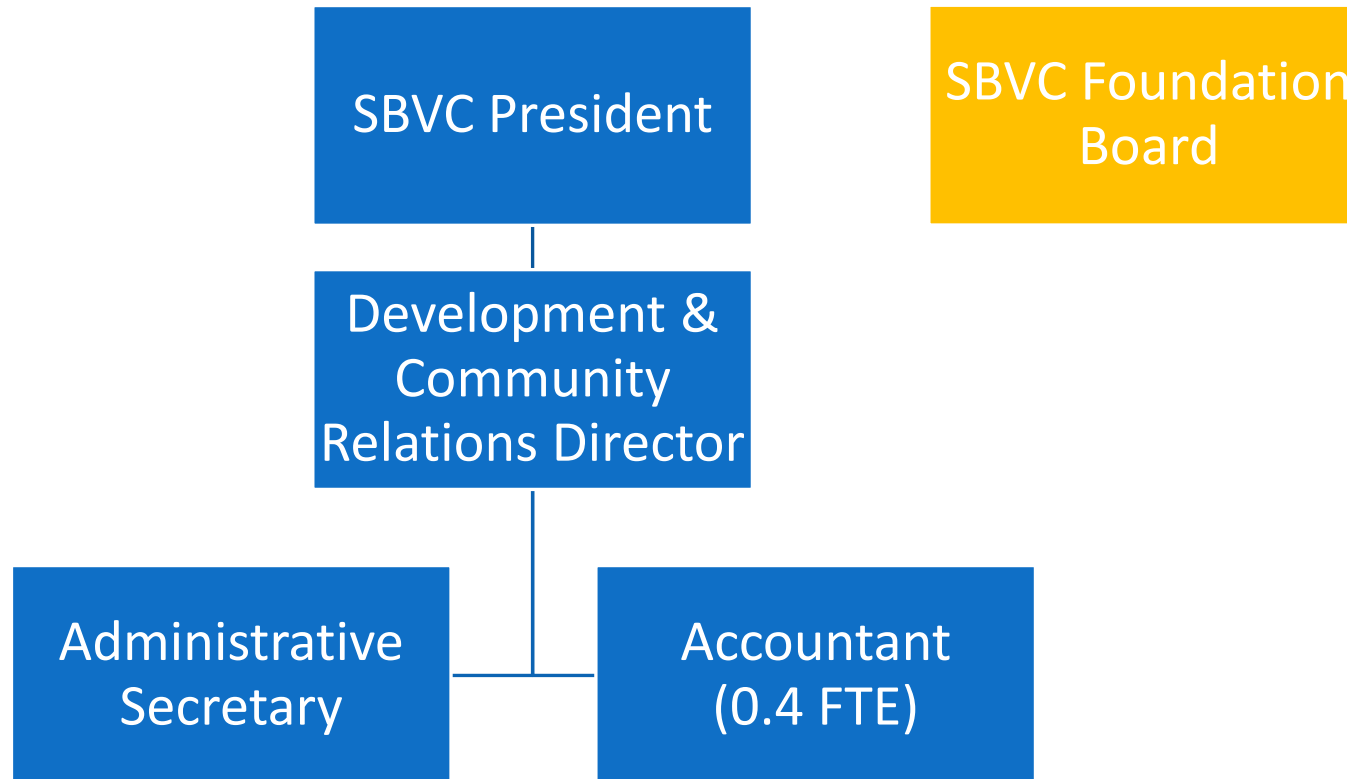 SBVC President
SBVC Foundation
Board
Development &
Community
Relations Director
Administrative
Secretary
Accountant
(0.4 FTE)